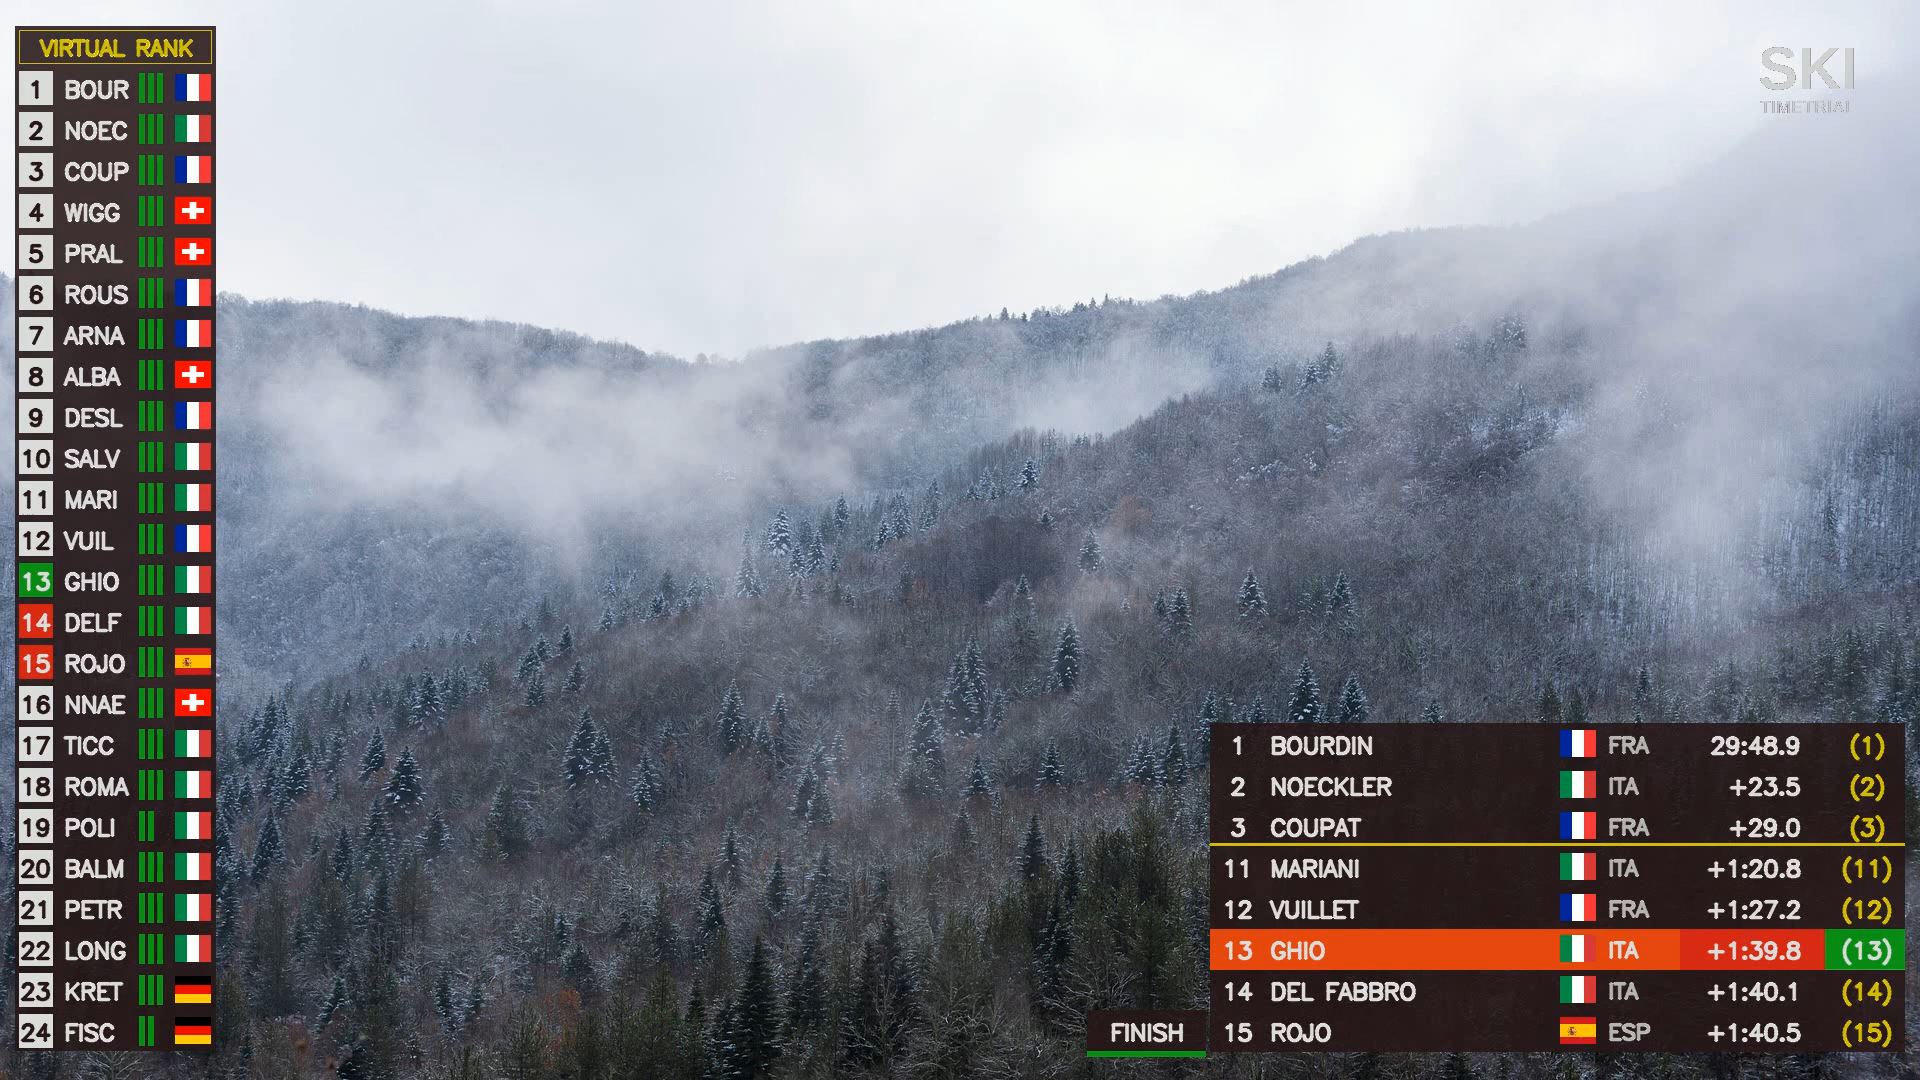 VIRTUAL RANK
1 BOUR
2 NOEC
3 COUP
4 WIGG
5 PRAL
6 ROUS
7 ARNA
8 ALBA
9 DESL
10 SALV
11 MARI
12 VUIL
13 GHIO
14 DELF
15 ROJO
16 NNAE
17 TICC
18 ROMA
19 POLI
20 BALM
21 PETR
22 LONG
23 KRET
24 FISC
SKI
TIMETRIAL
1 BOURDIN FRA 29:48.9 (1)
2 NOECKLER ITA +23.5 (2)
3 COUPAT FRA +29.0 (3)
11 MARIANI ITA +1:20.8 (11)
12 VUILLET FRA +1:27.2 (12)
13 GHIO ITA +1:39.8 (13)
14 DEL FABBRO ITA +1:40.1 (14)
15 ROJO ESP +1:40.5 (15)
FINISH